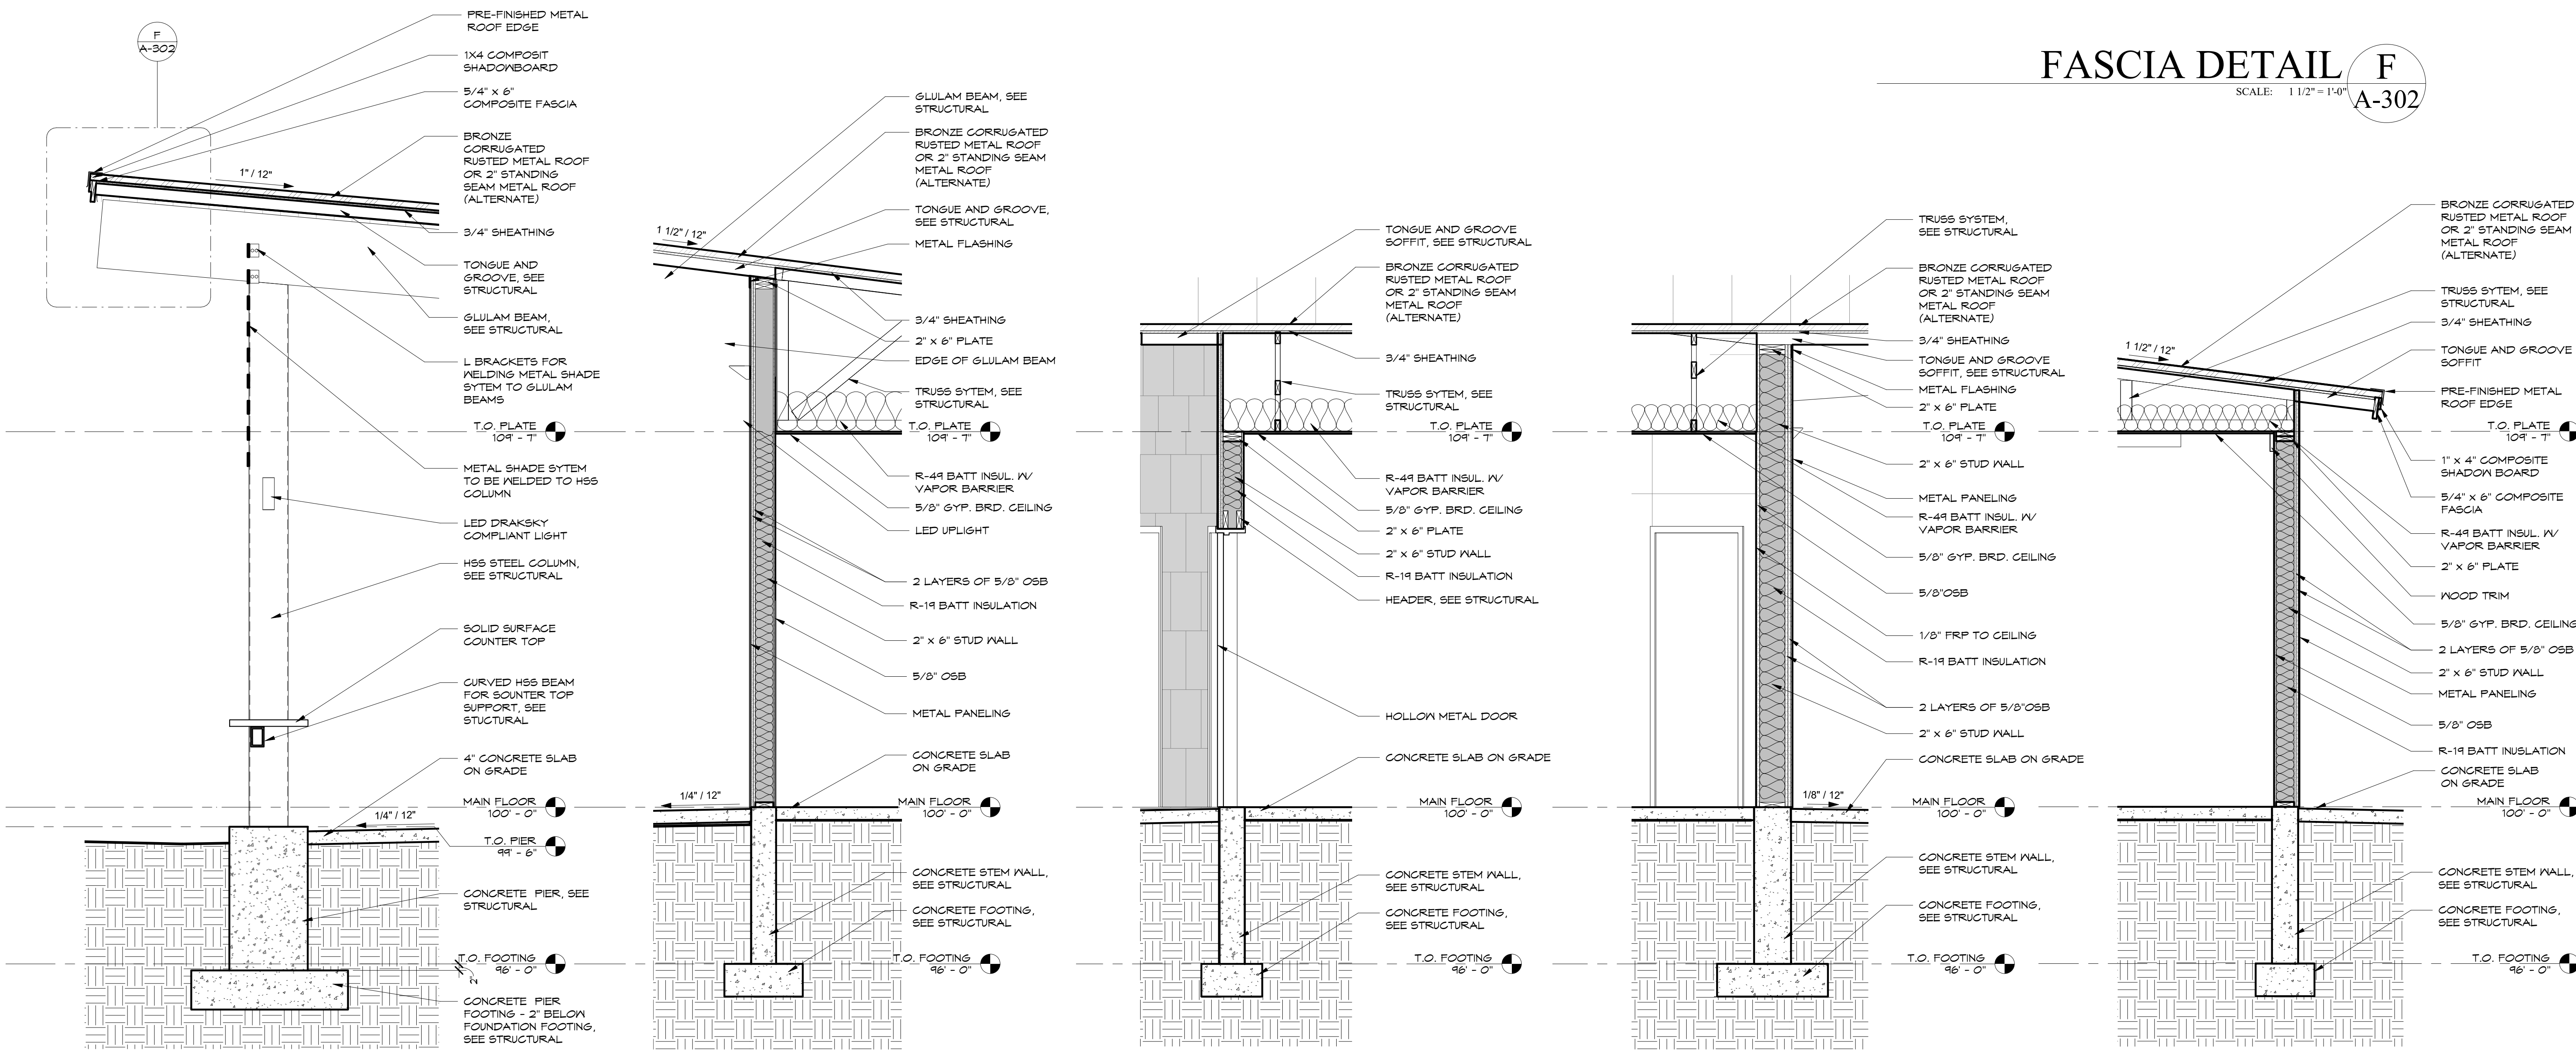 F
A-302
PRE-FINISHED METAL
ROOF EDGE
1X4 COMPOSIT
SHADOWBOARD
5/4" x 6"
COMPOSITE FASCIA
BRONZE
CORRUGATED
RUSTED METAL ROOF
OR 2" STANDING
SEAM METAL ROOF
(ALTERNATE)
1" / 12"
3/4" SHEATHING
TONGUE AND
GROOVE, SEE
STRUCTURAL
GLULAM BEAM,
SEE STRUCTURAL
L BRACKETS FOR
WELDING METAL SHADE
SYTEM TO GLULAM
BEAMS
T.O. PLATE
109' - 7"
METAL SHADE SYTEM
TO BE WELDED TO HSS
COLUMN
LED DRAKSKY
COMPLIANT LIGHT
HSS STEEL COLUMN,
SEE STRUCTURAL
SOLID SURFACE
COUNTER TOP
CURVED HSS BEAM
FOR SOUNTER TOP
SUPPORT, SEE
STUCTURAL
4" CONCRETE SLAB
ON GRADE
MAIN FLOOR
100' - 0"
1/4" / 12"
T.O. PIER
99' - 6"
CONCRETE PIER, SEE
STRUCTURAL
T.O. FOOTING
96' - 0"
2"
CONCRETE PIER
FOOTING - 2" BELOW
FOUNDATION FOOTING,
SEE STRUCTURAL
GLULAM BEAM, SEE
STRUCTURAL
BRONZE CORRUGATED
RUSTED METAL ROOF
OR 2" STANDING SEAM
METAL ROOF
(ALTERNATE)
TONGUE AND GROOVE,
SEE STRUCTURAL
1 1/2" / 12"
METAL FLASHING
3/4" SHEATHING
2" x 6" PLATE
EDGE OF GLULAM BEAM
TRUSS SYTEM, SEE
STRUCTURAL
T.O. PLATE
109' - 7"
R-49 BATT INSUL. W/
VAPOR BARRIER
5/8" GYP. BRD. CEILING
LED UPLIGHT
2 LAYERS OF 5/8" OSB
R-19 BATT INSULATION
2" x 6" STUD WALL
5/8" OSB
METAL PANELING
CONCRETE SLAB
ON GRADE
1/4" / 12"
MAIN FLOOR
100' - 0"
CONCRETE STEM WALL,
SEE STRUCTURAL
CONCRETE FOOTING,
SEE STRUCTURAL
T.O. FOOTING
96' - 0"
TONGUE AND GROOVE
SOFFIT, SEE STRUCTURAL
BRONZE CORRUGATED
RUSTED METAL ROOF
OR 2" STANDING SEAM
METAL ROOF
(ALTERNATE)
3/4" SHEATHING
TRUSS SYTEM, SEE
STRUCTURAL
T.O. PLATE
109' - 7"
R-49 BATT INSUL. W/
VAPOR BARRIER
5/8" GYP. BRD. CEILING
2" x 6" PLATE
2" x 6" STUD WALL
R-19 BATT INSULATION
HEADER, SEE STRUCTURAL
HOLLOW METAL DOOR
CONCRETE SLAB ON GRADE
MAIN FLOOR
100' - 0"
CONCRETE STEM WALL,
SEE STRUCTURAL
CONCRETE FOOTING,
SEE STRUCTURAL
T.O. FOOTING
96' - 0"
FASCIA DETAIL
SCALE: 1 1/2" = 1'-0"
F
A-302
TRUSS SYSTEM,
SEE STRUCTURAL
BRONZE CORRUGATED
RUSTED METAL ROOF
OR 2" STANDING SEAM
METAL ROOF
(ALTERNATE)
3/4" SHEATHING
TONGUE AND GROOVE
SOFFIT, SEE STRUCTURAL
METAL FLASHING
2" x 6" PLATE
T.O. PLATE
109' - 7"
2" x 6" STUD WALL
METAL PANELING
R-49 BATT INSUL. W/
VAPOR BARRIER
5/8" GYP. BRD. CEILING
5/8"OSB
1/8" FRP TO CEILING
R-19 BATT INSULATION
2 LAYERS OF 5/8"OSB
2" x 6" STUD WALL
CONCRETE SLAB ON GRADE
1/8" / 12"
MAIN FLOOR
100' - 0"
CONCRETE STEM WALL,
SEE STRUCTURAL
CONCRETE FOOTING,
SEE STRUCTURAL
T.O. FOOTING
96' - 0"
BRONZE CORRUGATED
RUSTED METAL ROOF
OR 2" STANDING SEAM
METAL ROOF
(ALTERNATE)
TRUSS SYTEM, SEE
STRUCTURAL
3/4" SHEATHING
1 1/2" / 12"
TONGUE AND GROOVE
SOFFIT
PRE-FINISHED METAL
ROOF EDGE
T.O. PLATE
109' - 7"
1" x 4" COMPOSITE
SHADOW BOARD
5/4" x 6" COMPOSITE
FASCIA
R-49 BATT INSUL. W/
VAPOR BARRIER
2" x 6" PLATE
WOOD TRIM
5/8" GYP. BRD. CEILING
2 LAYERS OF 5/8" OSB
2" x 6" STUD WALL
METAL PANELING
5/8" OSB
R-19 BATT INUSLATION
CONCRETE SLAB
ON GRADE
MAIN FLOOR
100' - 0"
CONCRETE STEM WALL,
SEE STRUCTURAL
CONCRETE FOOTING,
SEE STRUCTURAL
T.O. FOOTING
96' - 0"